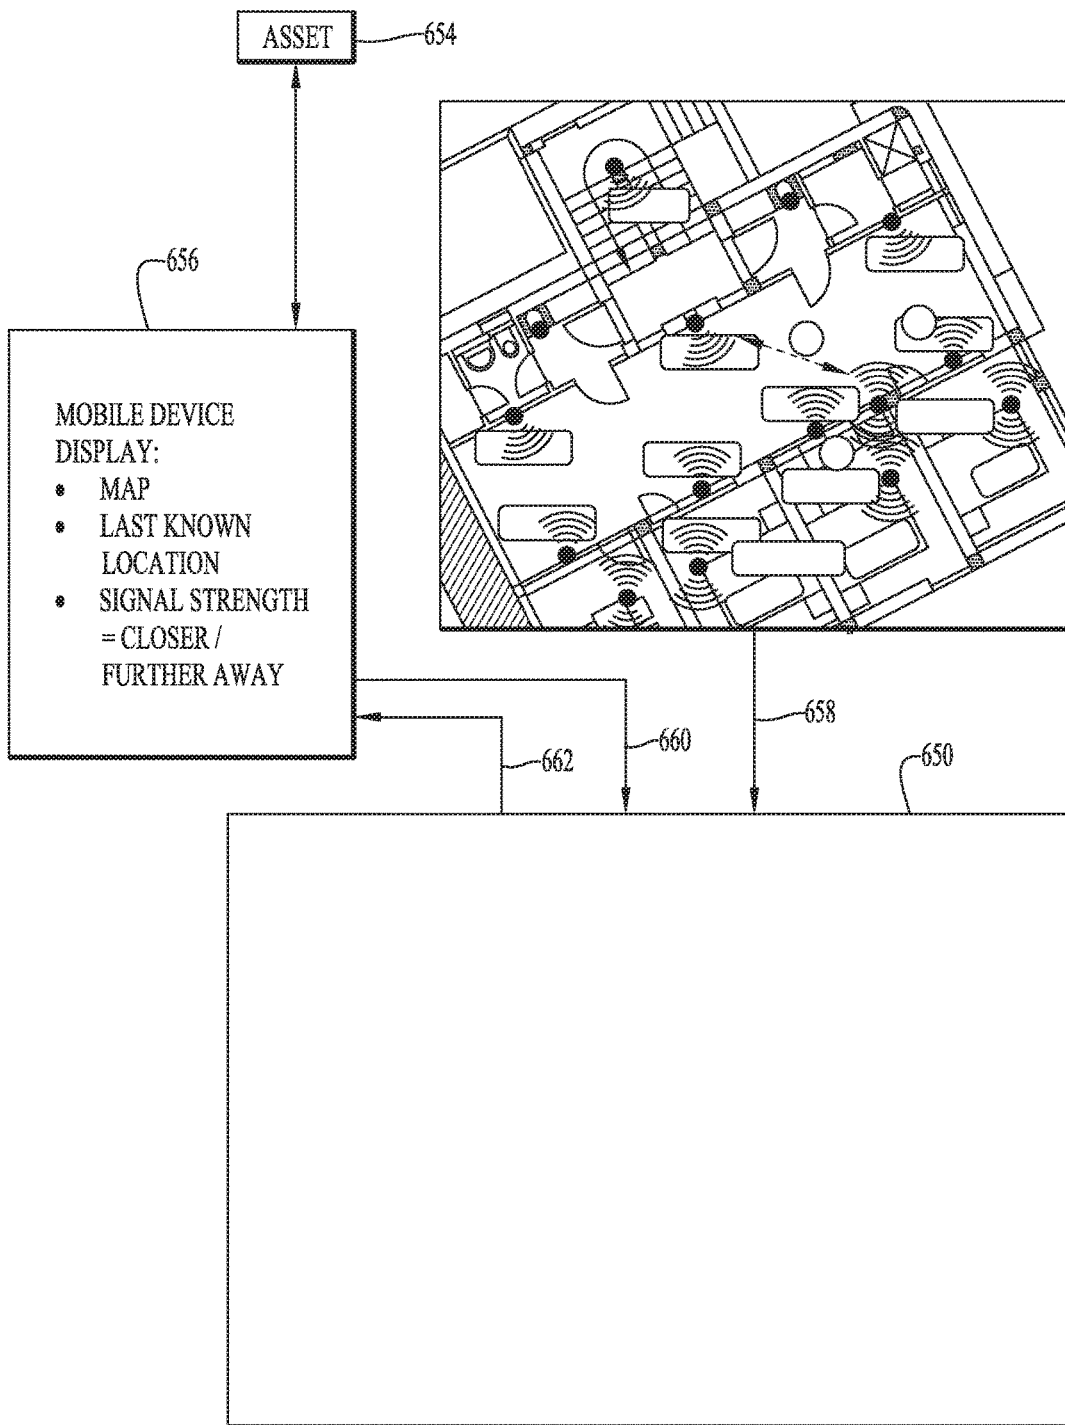 ASSET
654
656
MOBILE DEVICE
DISPLAY:
• MAP
• LAST KNOWN
LOCATION
• SIGNAL STRENGTH
= CLOSER /
FURTHER AWAY
658
660
662
650